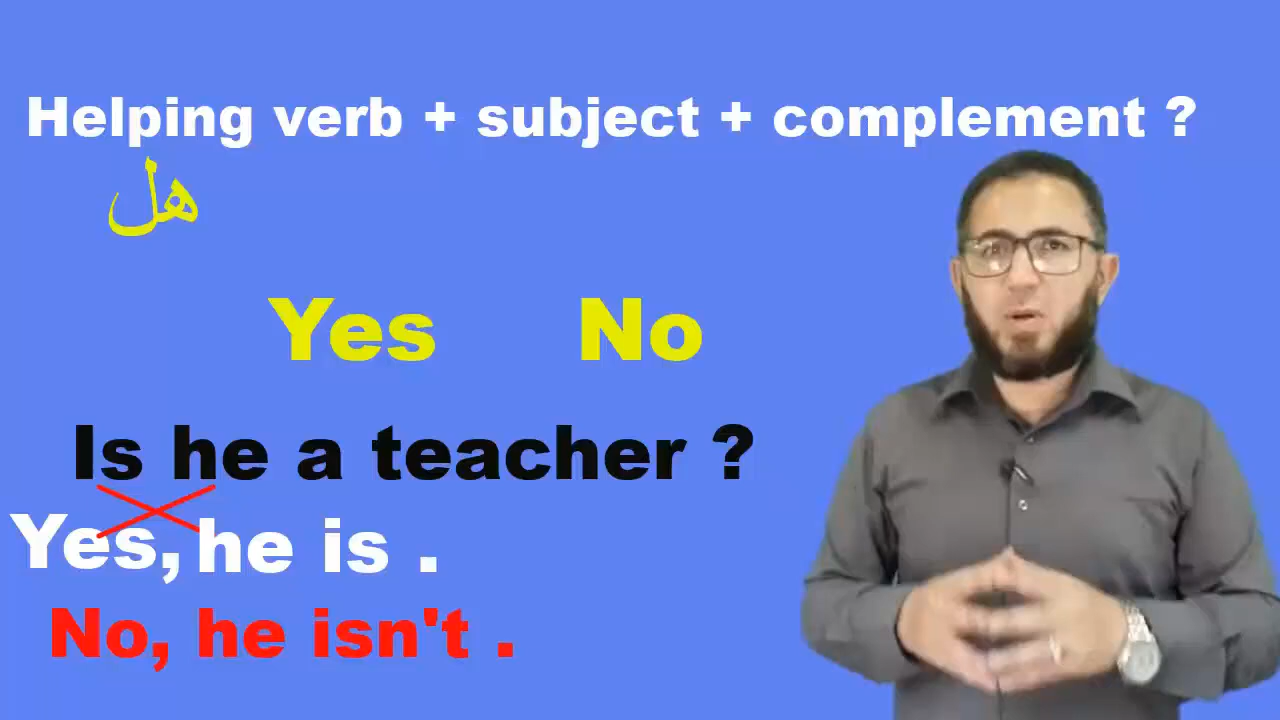 Helping verb + subject + complement ?
هل
Yes No
Is he a teacher ?
Yes, he is .
No, he isn't .